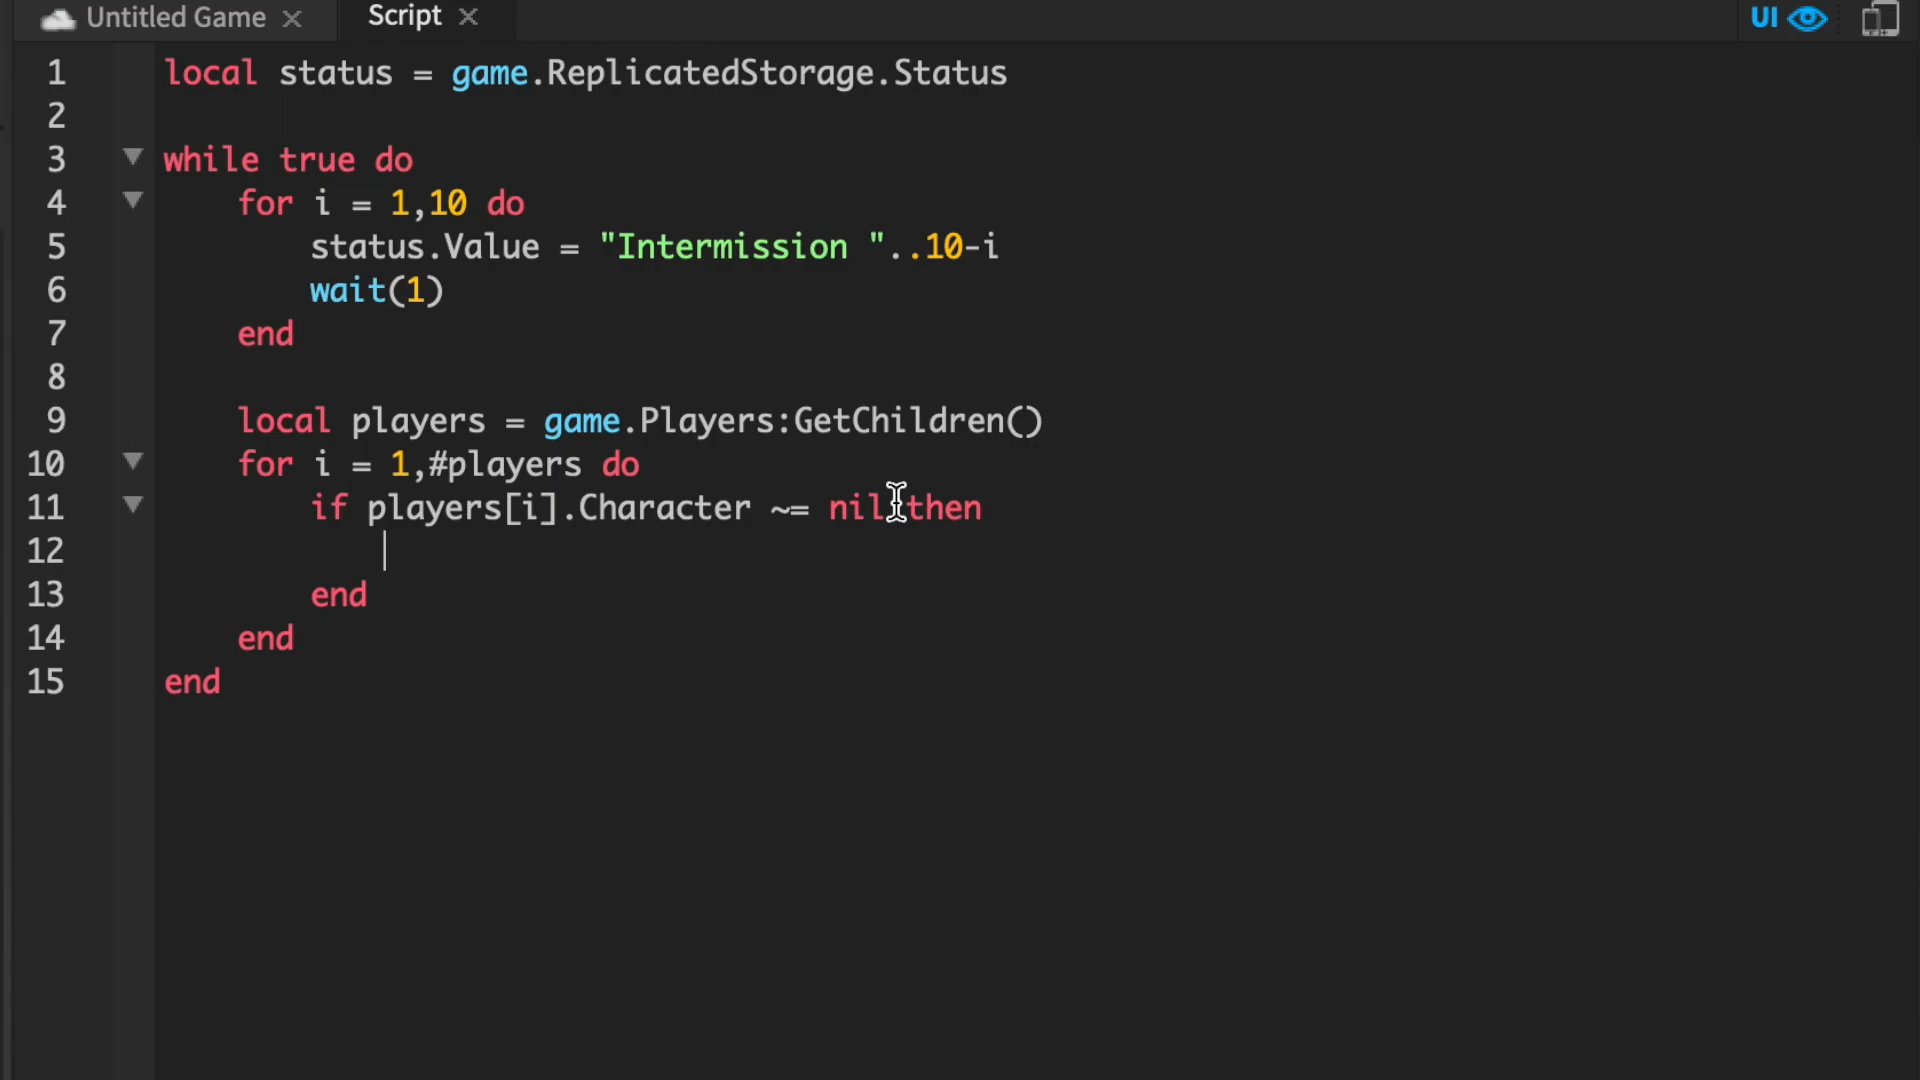 Untitled Game
Script
UI
1 local status = game.ReplicatedStorage.Status
2
3 while true do
4 for i = 1,10 do
5 status.Value = "Intermission "..10-i
6 wait(1)
7 end
8
9 local players = game.Players:GetChildren()
10 for i = 1,#players do
11 if players[i].Character ~= nil then
12
13 end
14 end
15 end